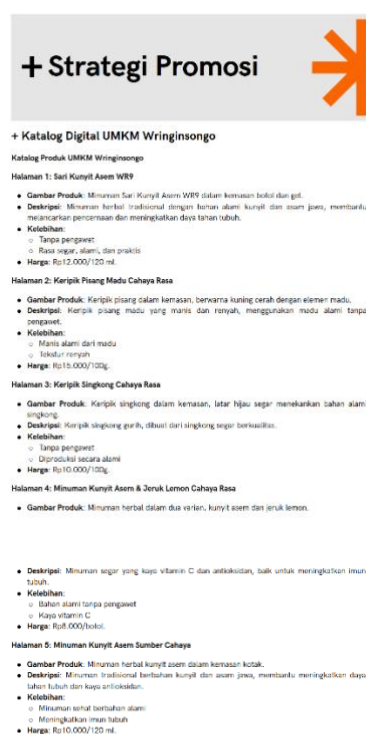 + Strategi Promosi
+ Katalog Digital UMKM Wringinsongo
Katalog Produk UMKM Wringinsongo
Halaman 1: Sari Kunyit Asem WR9
Gambar Produk: Minuman Sari Kunyit Asem WR9 dalam kemasan botol dan gel.
Deskripsi: Minuman herbal tradisional dengan bahan alami kunyit dan asam jawa, membantu
melancarkan pencernaan dan meningkatkan daya tahan tubuh.
Kelebihan:
Tanpa pengawet
Rasa segar, alami, dan praktis
Harga: Rp12.000/120 ml.
Halaman 2: Keripik Pisang Madu Cahaya Rasa
Gambar Produk: Keripik pisang dalam kemasan, berwarna kuning cerah dengan elemen madu.
Deskripsi: Keripik pisang madu yang manis dan renyah, menggunakan madu alami tanpa
pengawet.
Kelebihan:
Manis alami dari madu
Tekstur renyah
Harga: Rp15.000/100g.
Halaman 3: Keripik Singkong Cahaya Rasa
Gambar Produk: Keripik singkong dalam kemasan, latar hijau segar menekankan bahan alami
singkong.
Deskripsi: Keripik singkong gurih, dibuat dari singkong segar berkualitas.
Kelebihan:
Tanpa pengawet
Diproduksi secara alami
Harga: Rp10.000/100g.
Halaman 4: Minuman Kunyit Asem & Jeruk Lemon Cahaya Rasa
Gambar Produk: Minuman herbal dalam dua varian, kunyit asem dan jeruk lemon.
Deskripsi: Minuman segar yang kaya vitamin C dan antioksidan, baik untuk meningkatkan imun
tubuh.
Kelebihan:
Bahan alami tanpa pengawet
Kaya vitamin C
Harga: Rp8.000/botol.
Halaman 5: Minuman Kunyit Asem Sumber Cahaya
Gambar Produk: Minuman herbal kunyit asem dalam kemasan kotak.
Deskripsi: Minuman tradisional berbahan kunyit dan asam jawa, membantu meningkatkan daya
tahan tubuh dan kaya antioksidan.
Kelebihan:
Minuman sehat berbahan alami
Meningkatkan imun tubuh
Harga: Rp10.000/120 ml.